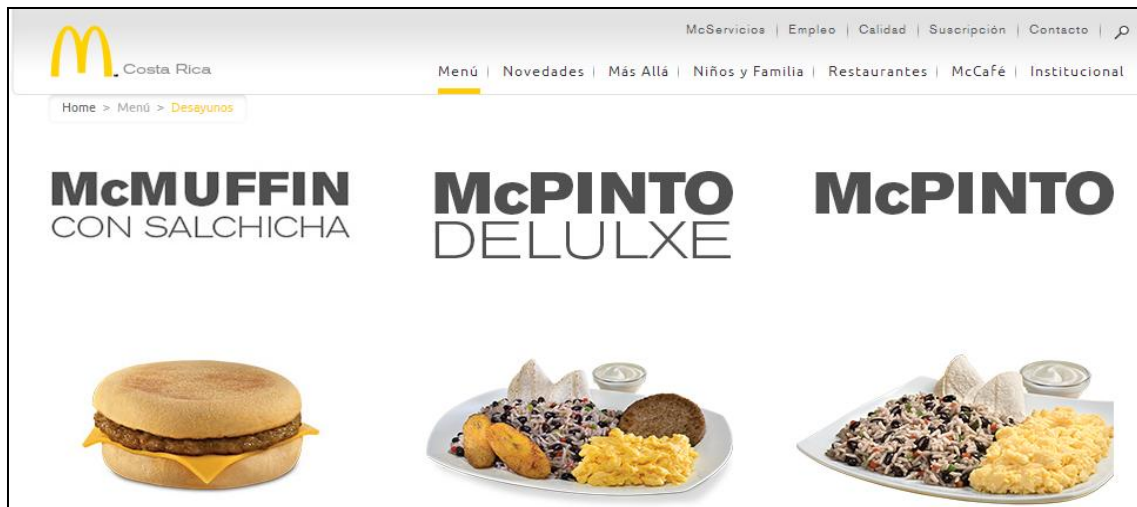 McServicios | Empleo | Calidad | Suscripción | Contacto |
Costa Rica
Menú | Novedades | Más Allá | Niños y Familia | Restaurantes | McCafé | Institucional
Home > Menú > Desayunos
McMUFFIN
CON SALCHICHA
McPINTO
DELULXE
McPINTO